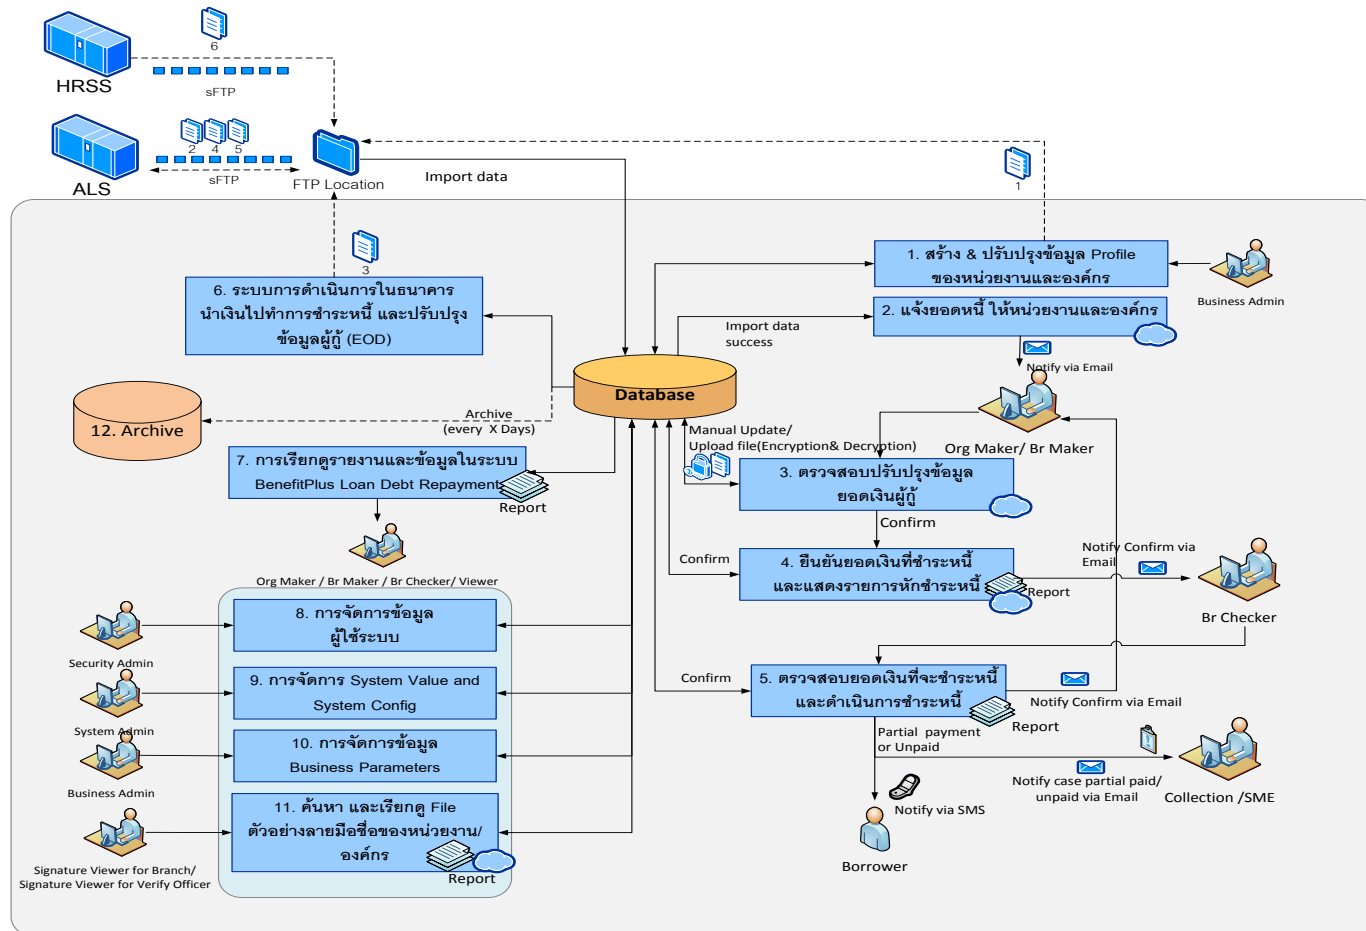 6
HRSS
sFTP
2 4 5
sFTP
ALS
FTP Location
Import data
1
3
6. ระบบการดำเนินการในธนาคาร
นำเงินไปทำการชำระหนี้ และปรับปรุง
ข้อมูลผู้กู้ (EOD)
1. สร้าง & ปรับปรุงข้อมูล Profile
ของหน่วยงานและองค์กร
Business Admin
2. แจ้งยอดหนี้ ให้หน่วยงานและองค์กร
Import data
success
Notify via Email
Database
12. Archive
Archive
(every X Days)
Manual Update/
Upload file(Encryption& Decryption)
Org Maker/ Br Maker
7. การเรียกดูรายงานและข้อมูลในระบบ
BenefitPlus Loan Debt Repayment
Report
3. ตรวจสอบปรับปรุงข้อมูล
ยอดเงินผู้กู้
Confirm
Org Maker / Br Maker / Br Checker/ Viewer
Confirm
4. ยืนยันยอดเงินที่ชำระหนี้
และแสดงรายการหักชำระหนี้
Report
Notify Confirm via
Email
Br Checker
8. การจัดการข้อมูล
ผู้ใช้ระบบ
Security Admin
9. การจัดการ System Value and
System Config
System Admin
Confirm
5. ตรวจสอบยอดเงินที่จะชำระหนี้
และดำเนินการชำระหนี้
Report
Notify Confirm via Email
10. การจัดการข้อมูล
Business Parameters
Business Admin
Partial payment
or Unpaid
Notify case partial paid/
unpaid via Email
Collection /SME
11. ค้นหา และเรียกดู File
ตัวอย่างลายมือชื่อของหน่วยงาน/
องค์กร
Report
Signature Viewer for Branch/
Signature Viewer for Verify Officer
Notify via SMS
Borrower